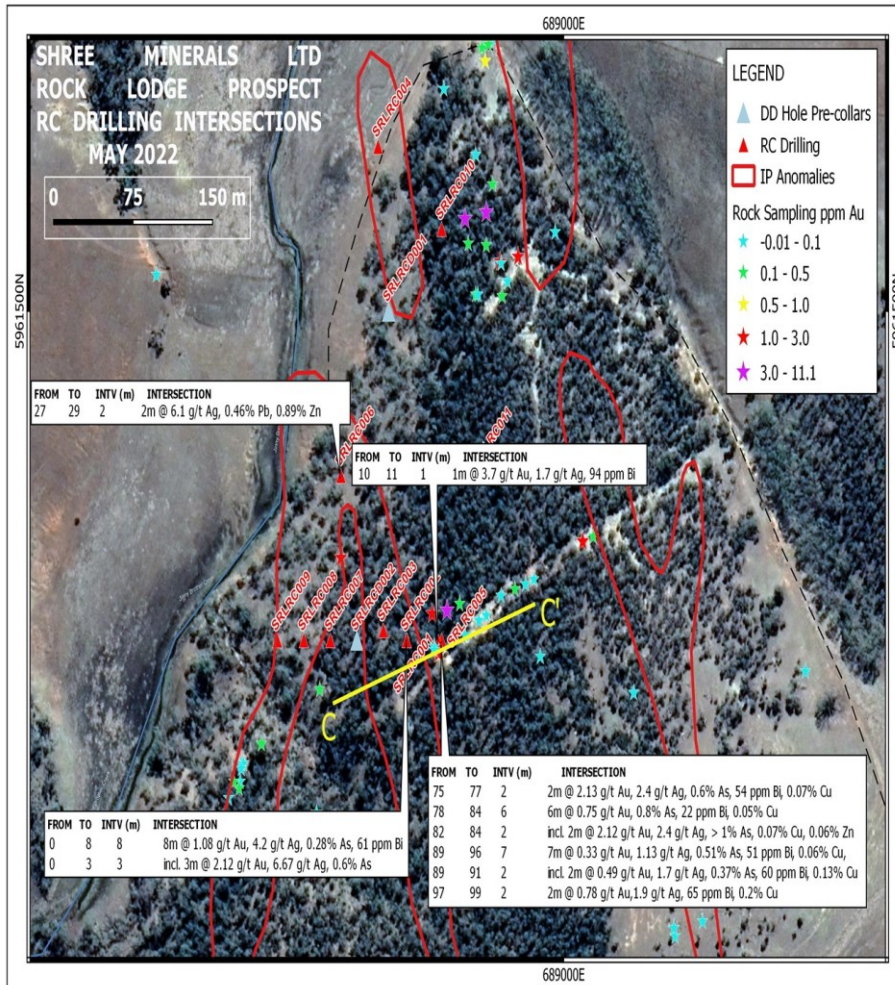 689000E
SHREE MINERALS LTD
ROCK LODGE PROSPECT
RC DRILLING INTERSECTIONS
MAY 2022
0 75 150 m
LEGEND
DD Hole Pre-collars
RC Drilling
IP Anomalies
Rock Sampling ppm Au
-0.01 - 0.1
0.1 - 0.5
0.5 - 1.0
1.0 - 3.0
3.0 - 11.1
5961500N
5961500N
SRLRC004
SRLRC010
SRLRCD001
FROM TO INTV (m) INTERSECTION
27 29 2 2m @ 6.1 g/t Ag, 0.46% Pb, 0.89% Zn
SRLRC006
FROM TO INTV (m) INTERSECTION
10 11 1 1m @ 3.7 g/t Au, 1.7 g/t Ag, 94 ppm Bi
SRLRC009
SRLRC008
SRLRC007
SRLRCD002
SRLRC003
SRLRC005
SRLRC001
C'
C
FROM TO INTV (m) INTERSECTION
0 8 8 8m @ 1.08 g/t Au, 4.2 g/t Ag, 0.28% As, 61 ppm Bi
0 3 3 incl. 3m @ 2.12 g/t Au, 6.67 g/t Ag, 0.6% As
75 77 2 2m @ 2.13 g/t Au, 2.4 g/t Ag, 0.6% As, 54 ppm Bi, 0.07% Cu
78 84 6 6m @ 0.75 g/t Au, 0.8% As, 22 ppm Bi, 0.05% Cu
82 84 2 incl. 2m @ 2.12 g/t Au, 2.4 g/t Ag, > 1% As, 0.07% Cu, 0.06% Zn
89 96 7 7m @ 0.33 g/t Au, 1.13 g/t Ag, 0.51% As, 51 ppm Bi, 0.06% Cu,
89 91 2 incl. 2m @ 0.49 g/t Au, 1.7 g/t Ag, 0.37% As, 60 ppm Bi, 0.13% Cu
97 99 2 2m @ 0.78 g/t Au,1.9 g/t Ag, 65 ppm Bi, 0.2% Cu
689000E